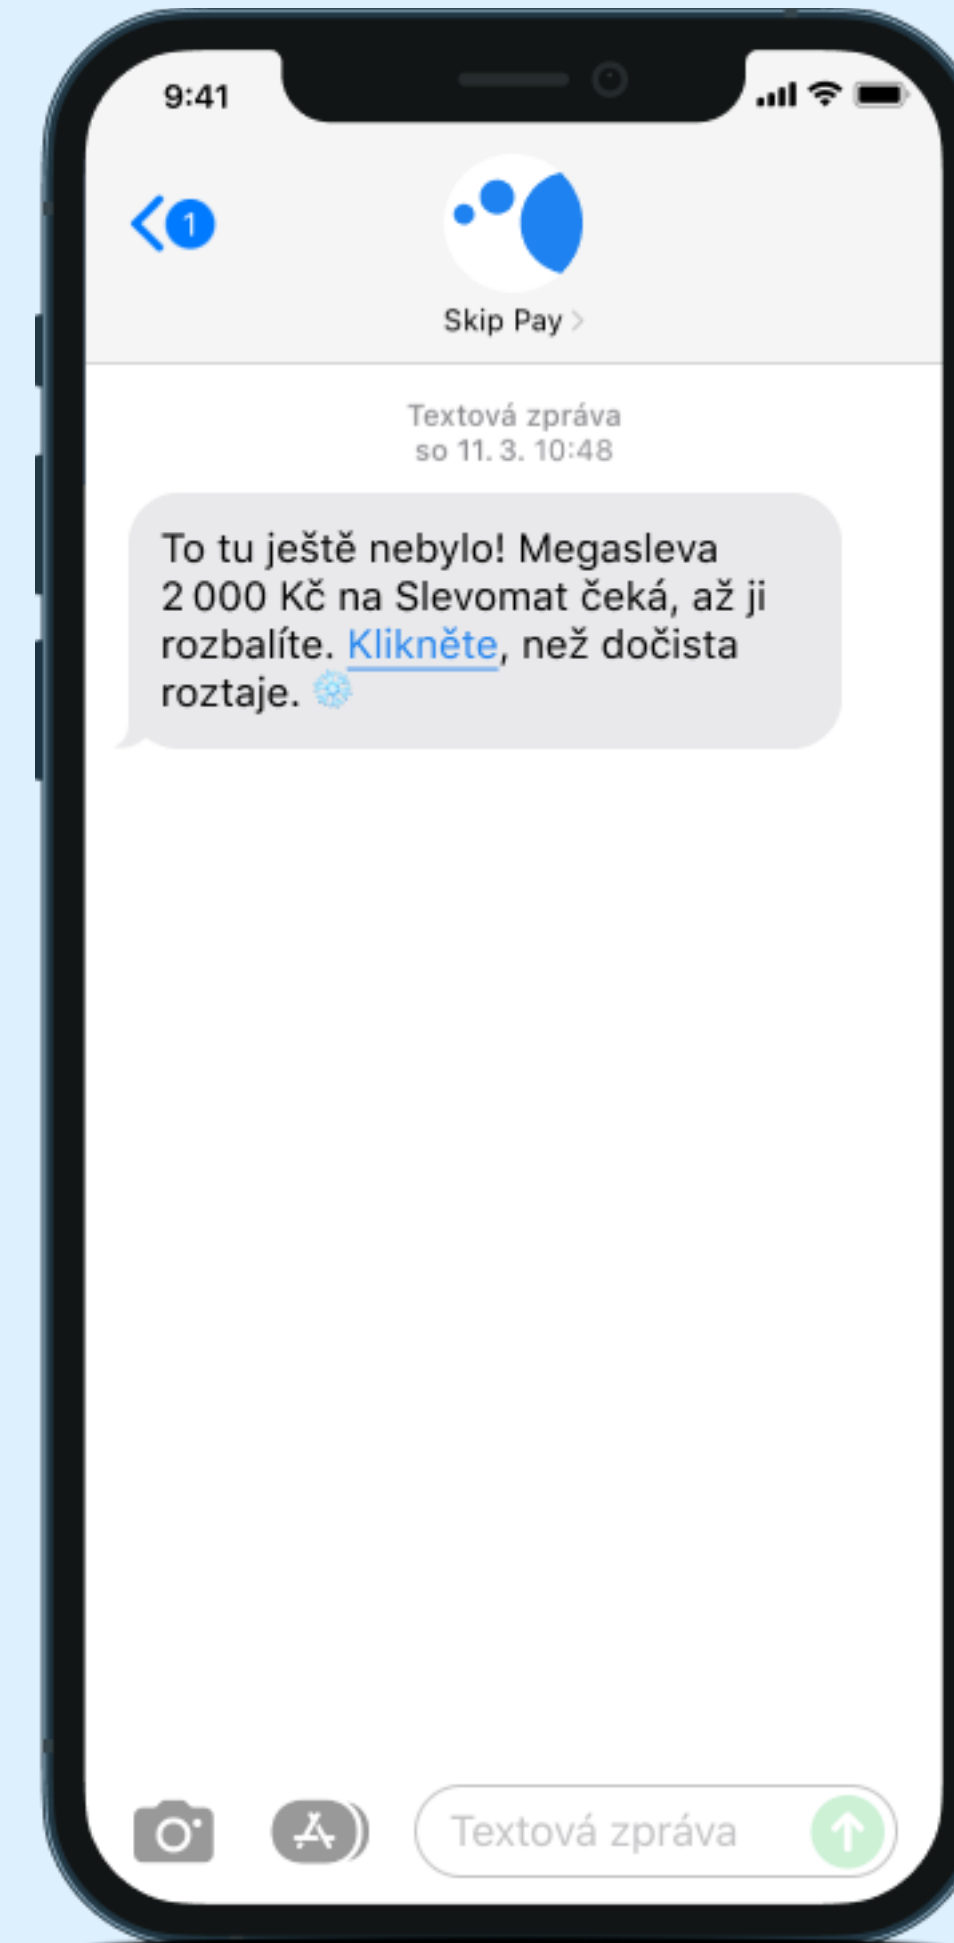 9:41
1
Skip Pay
Textová zpráva
so 11. 3. 10:48
To tu ještě nebylo! Megasleva
2 000 Kč na Slevomat čeká, až ji
rozbalíte. Klikněte, než dočista
roztaje.
Textová zpráva